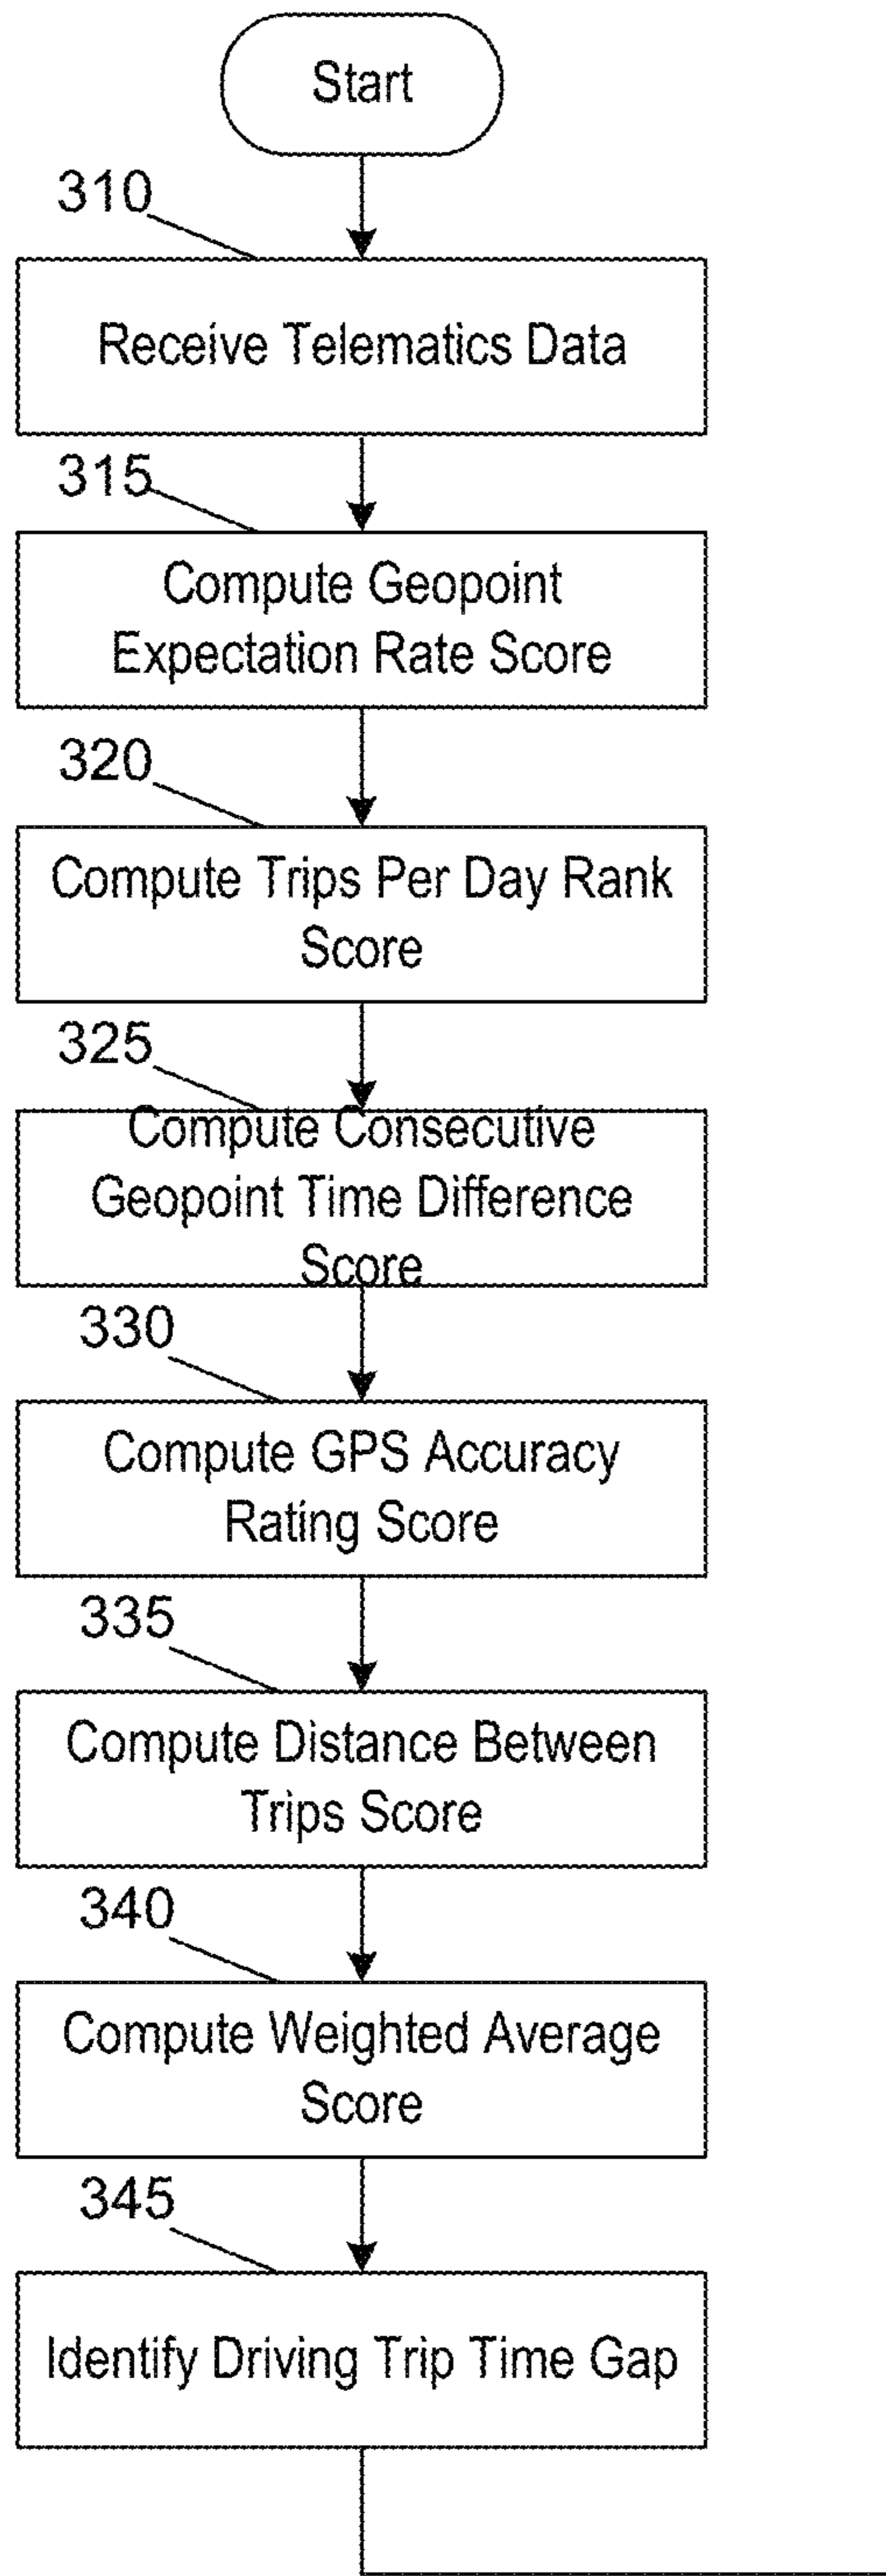 Start
310
Receive Telematics Data
315
Compute Geopoint
Expectation Rate Score
320
Compute Trips Per Day Rank
Score
325
Compute Consecutive
Geopoint Time Difference
Score
330
Compute GPS Accuracy
Rating Score
335
Compute Distance Between
Trips Score
340
Compute Weighted Average
Score
345
Identify Driving Trip Time Gap